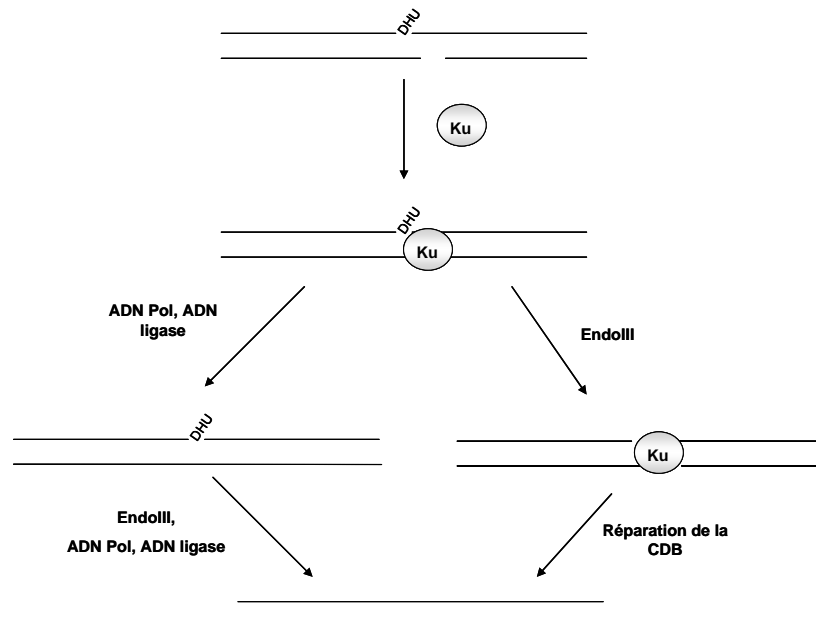 DHU
Ku
DHU
Ku
ADN Pol, ADN
ligase
EndoIII
DHU
Ku
EndoIII,
ADN Pol, ADN ligase
Réparation de la
CDB